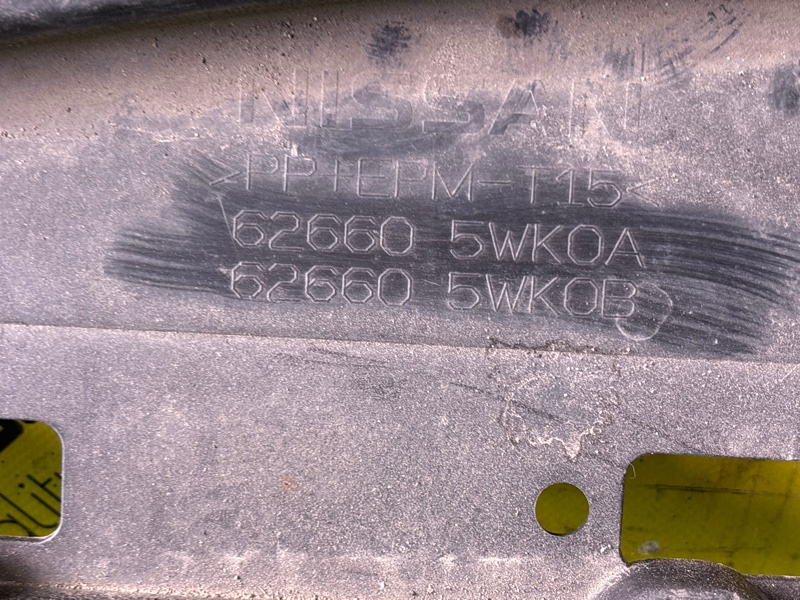 NISSAN
>PP+EPM-T15<
62660 5WK0A
62660 5WK0B